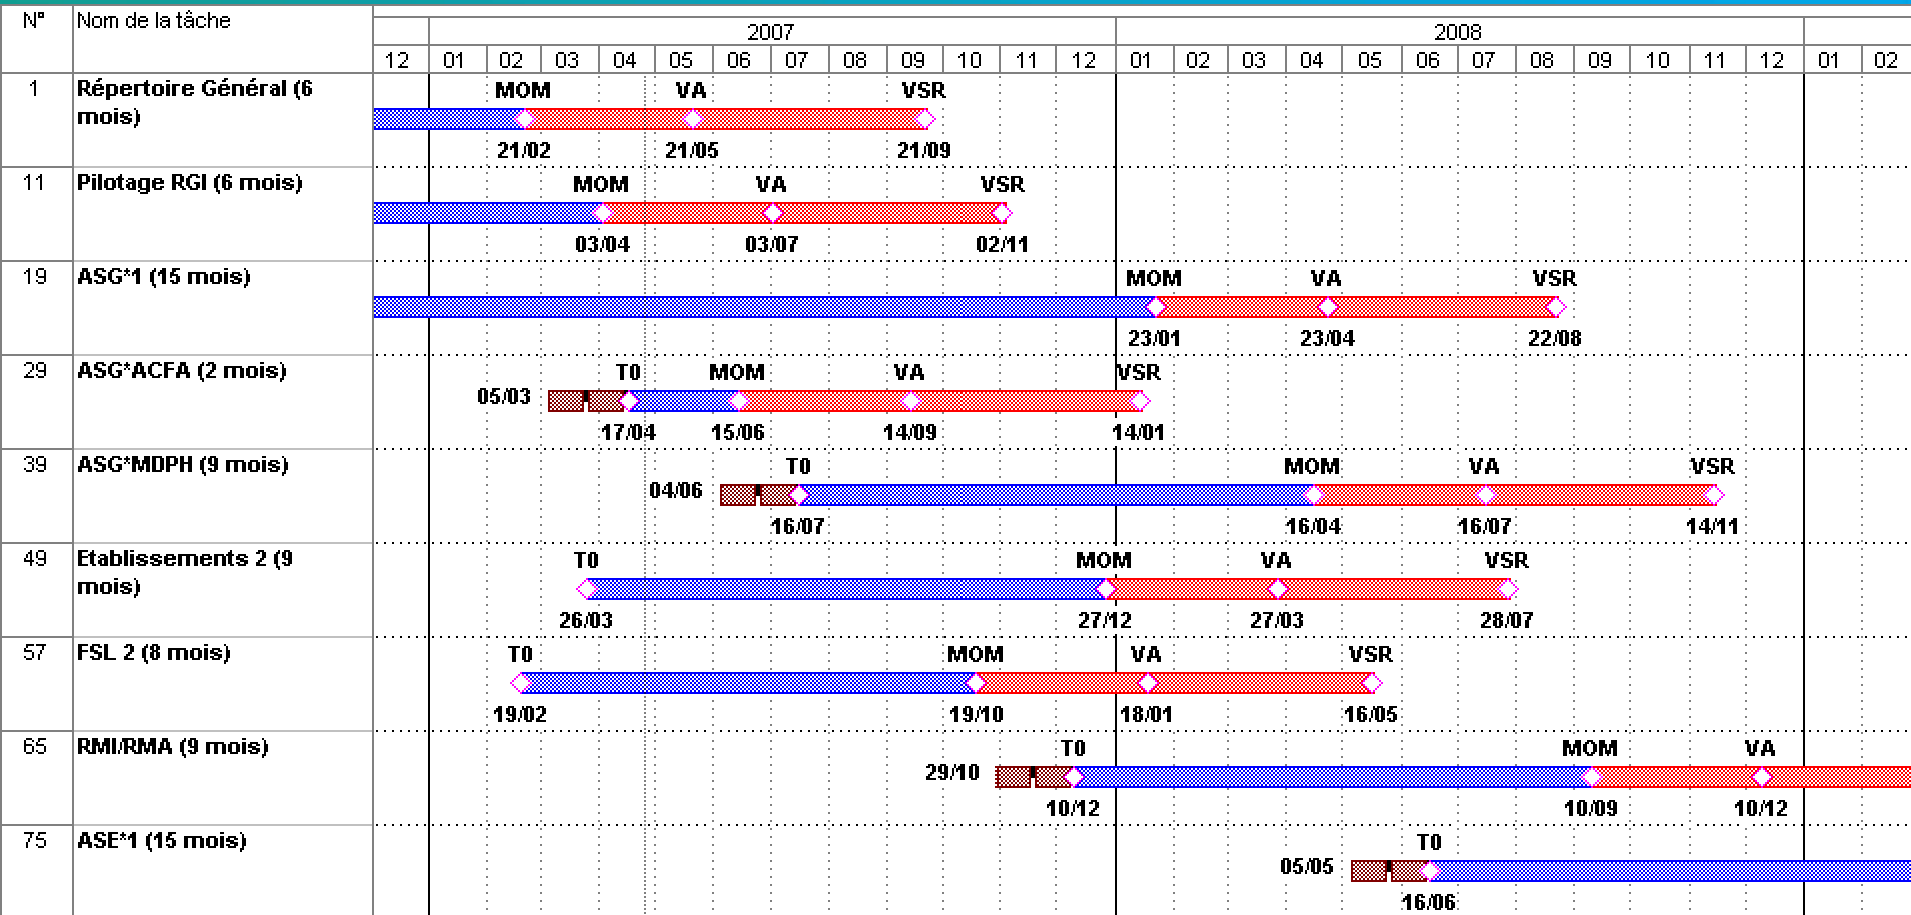 N° Nom de la tâche
2007 2008
12 01 02 03 04 05 06 07 08 09 10 11 12 01 02 03 04 05 06 07 08 09 10 11 12 01 02
1 Répertoire Général (6 MOM VA VSR
mois)
21/02 21/05 21/09
11 Pilotage RGI (6 mois) MOM VA VSR
03/04 03/07 02/11
19 ASG*1 (15 mois) MOM VA VSR
23/01 23/04 22/08
29 ASG*ACFA (2 mois) T0 MOM VA VSR
05/03
17/04 15/06 14/09 14/01
39 ASG*MDPH (9 mois) T0 MOM VA VSR
04/06
16/07 16/04 16/07 14/11
49 Etablissements 2 (9 T0 MOM VA VSR
mois)
26/03 27/12 27/03 28/07
57 FSL 2 (8 mois) T0 MOM VA VSR
19/02 19/10 18/01 16/05
65 RMI/RMA (9 mois) T0 MOM VA
29/10
10/12 10/09 10/12
75 ASE*1 (15 mois) T0
05/05
16/06